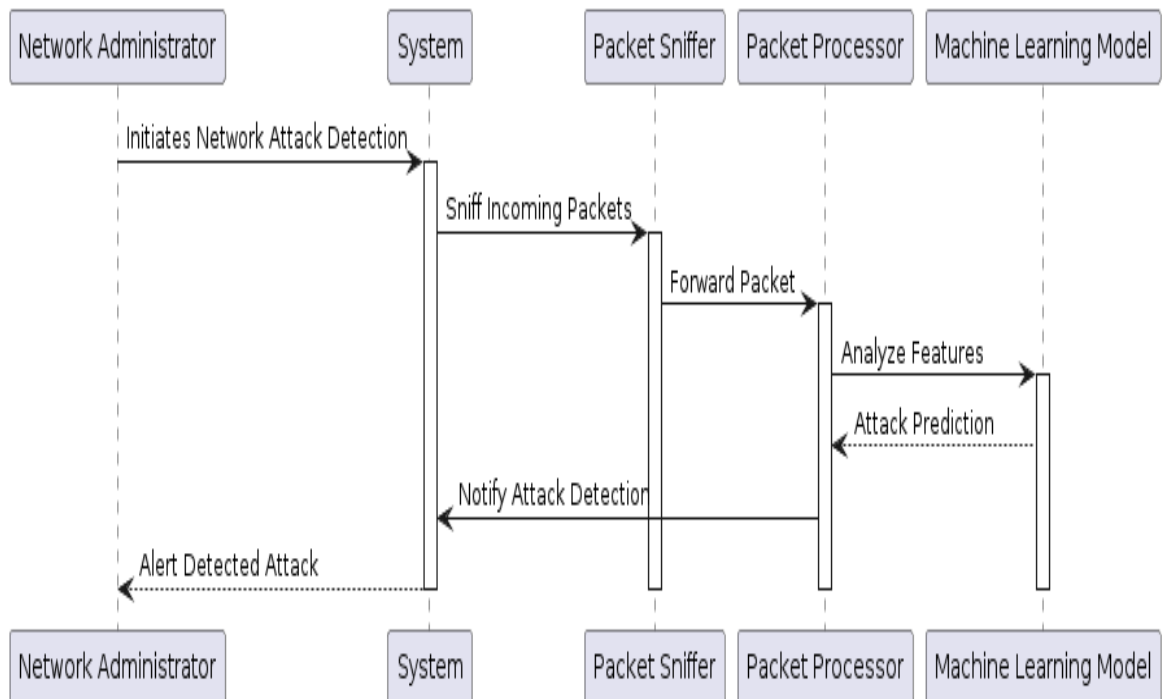 Network Administrator
System
Packet Sniffer
Packet Processor
Machine Learning Model
Initiates Network Attack Detection
Sniff Incoming Packets
Forward Packet
Analyze Features
Attack Prediction
Notify Attack Detection
Alert Detected Attack
Network Administrator
System
Packet Sniffer
Packet Processor
Machine Learning Model